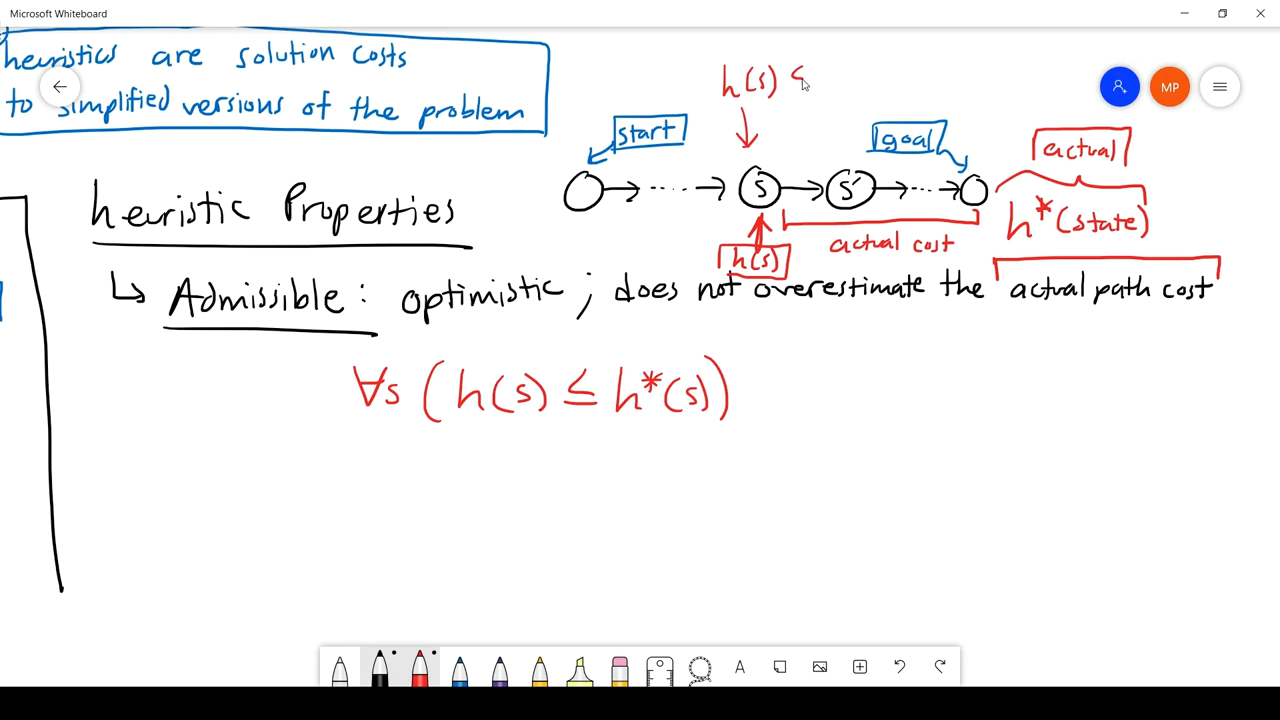 Microsoft Whiteboard
heuristics are solution costs
to simplified versions of the problem
MP
h(s) ≤
start
goal
actual
s
s'
h*(state)
actual cost
h(s)
heuristic Properties
↳ Admissible: optimistic; does not overestimate the actual path cost
∀s (h(s) ≤ h*(s))
A